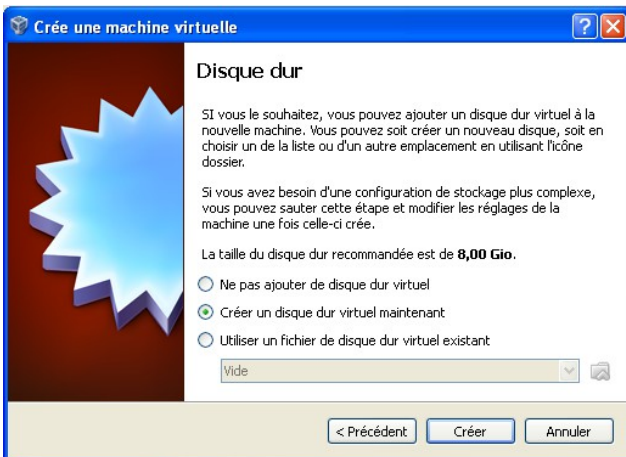 Crée une machine virtuelle
Disque dur
SI vous le souhaitez, vous pouvez ajouter un disque dur virtuel à la
nouvelle machine. Vous pouvez soit créer un nouveau disque, soit en
choisir un de la liste ou d'un autre emplacement en utilisant l'icône
dossier.
Si vous avez besoin d'une configuration de stockage plus complexe,
vous pouvez sauter cette étape et modifier les réglages de la
machine une fois celle-ci crée.
La taille du disque dur recommandée est de 8,00 Gio.
Ne pas ajouter de disque dur virtuel
Créer un disque dur virtuel maintenant
Utiliser un fichier de disque dur virtuel existant
Vide
< Précédent Créer Annuler